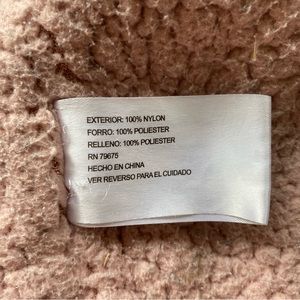 EXTERIOR: 100% NYLON
FORRO: 100% POLIESTER
RELLENO: 100% POLIESTER
RN 79675
HECHO EN CHINA
VER REVERSO PARA EL CUIDADO